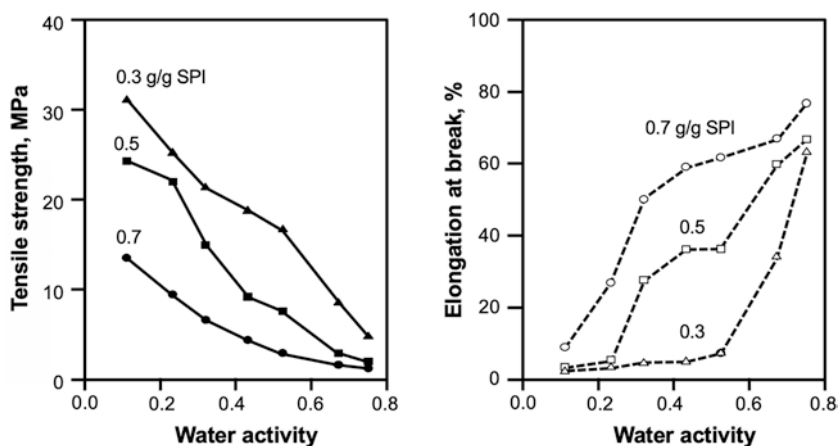 40
30
20
10
0
0.0 0.2 0.4 0.6 0.8
Tensile strength, MPa
Water activity
0.3 g/g SPI
0.5
0.7
100
80
60
40
20
0
0.0 0.2 0.4 0.6 0.8
Elongation at break, %
Water activity
0.7 g/g SPI
0.5
0.3